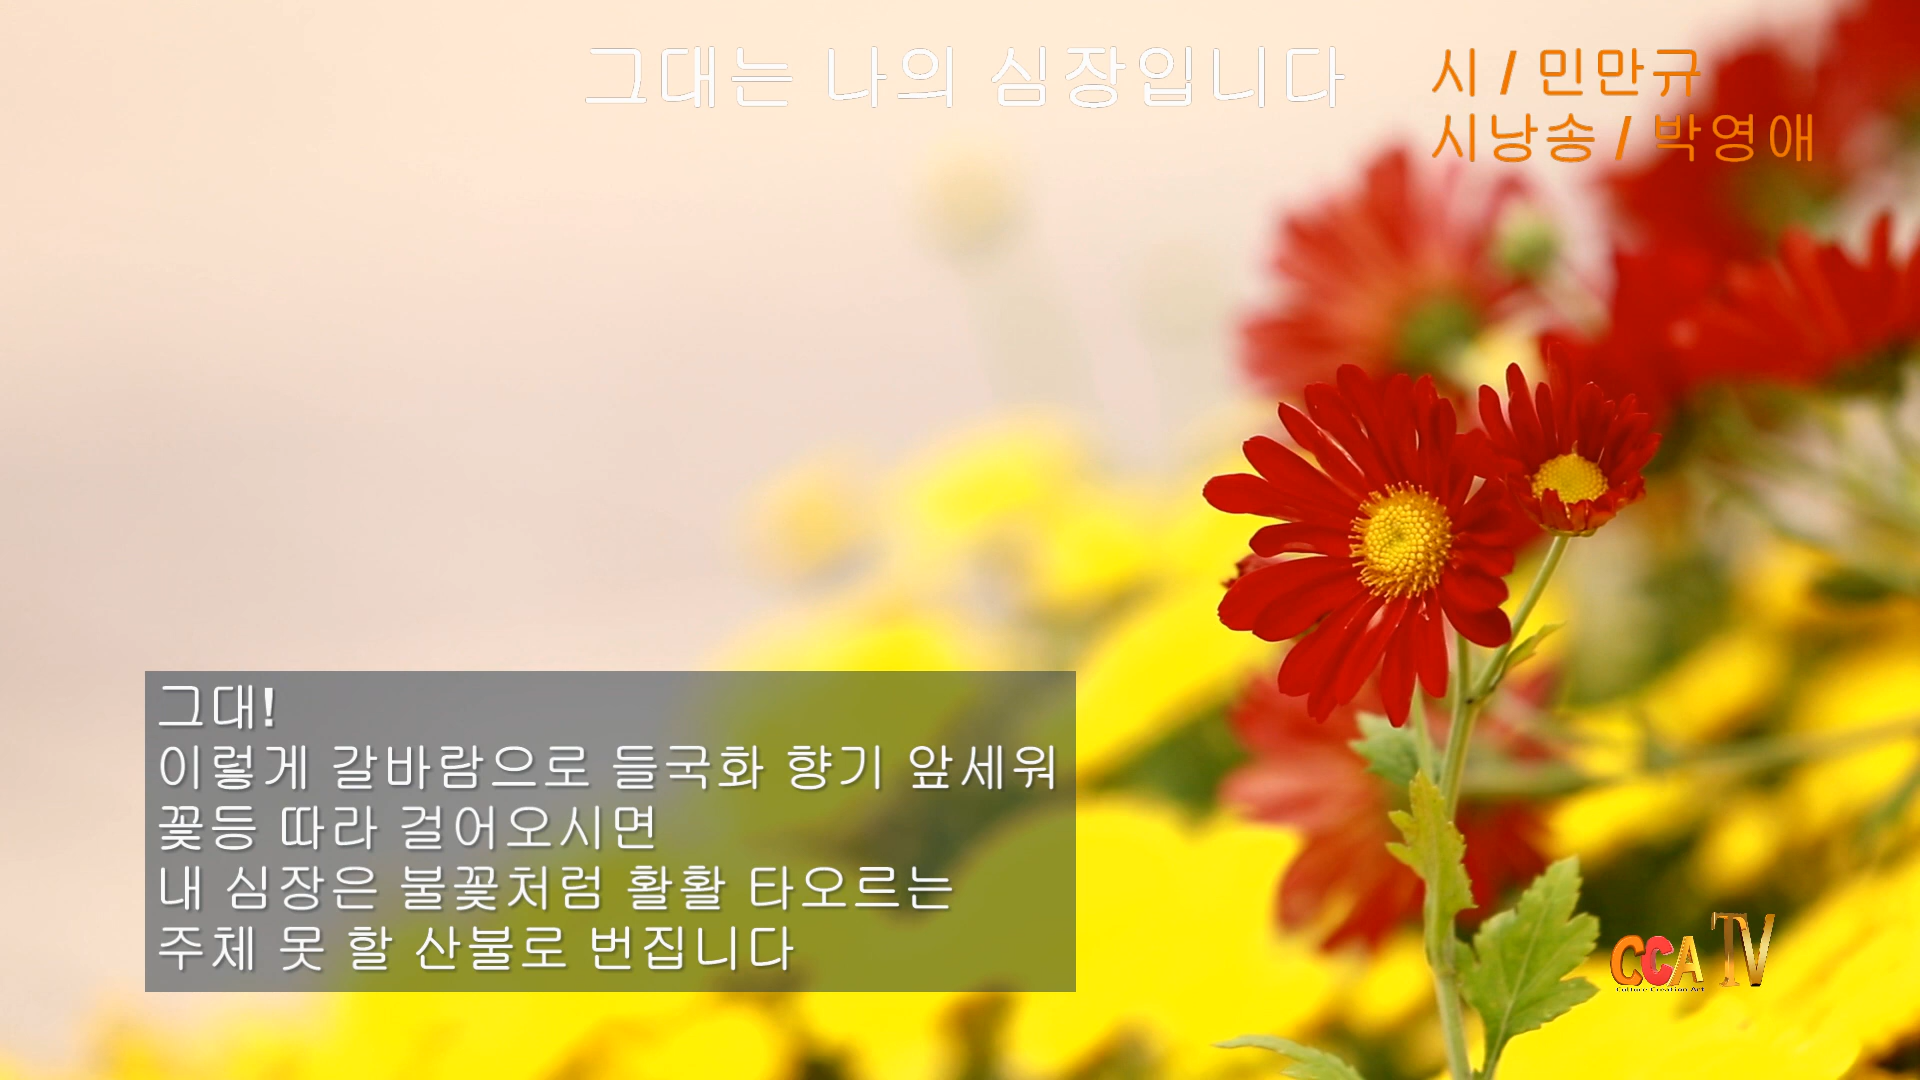 그대는 나의 심장입니다
시 / 민만규
시낭송 / 박영애
그대!
이렇게 갈바람으로 들국화 향기 앞세워
꽃등 따라 걸어오시면
내 심장은 불꽃처럼 활활 타오르는
주체 못 할 산불로 번집니다
CCA TV
Culture Creation Art